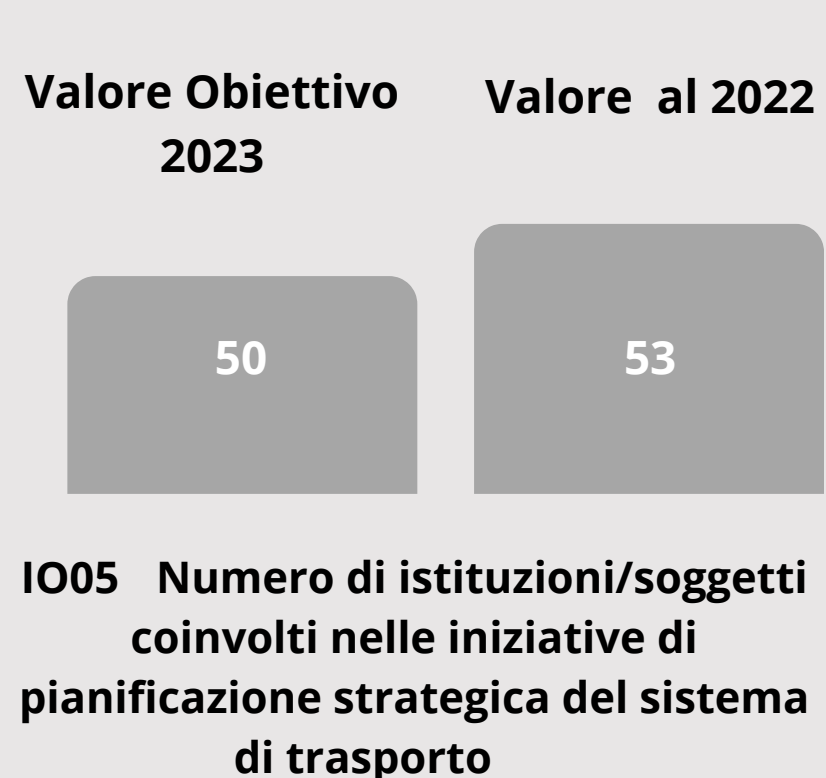 Valore Obiettivo
2023
Valore al 2022
50
53
IO05 Numero di istituzioni/soggetti
coinvolti nelle iniziative di
pianificazione strategica del sistema
di trasporto